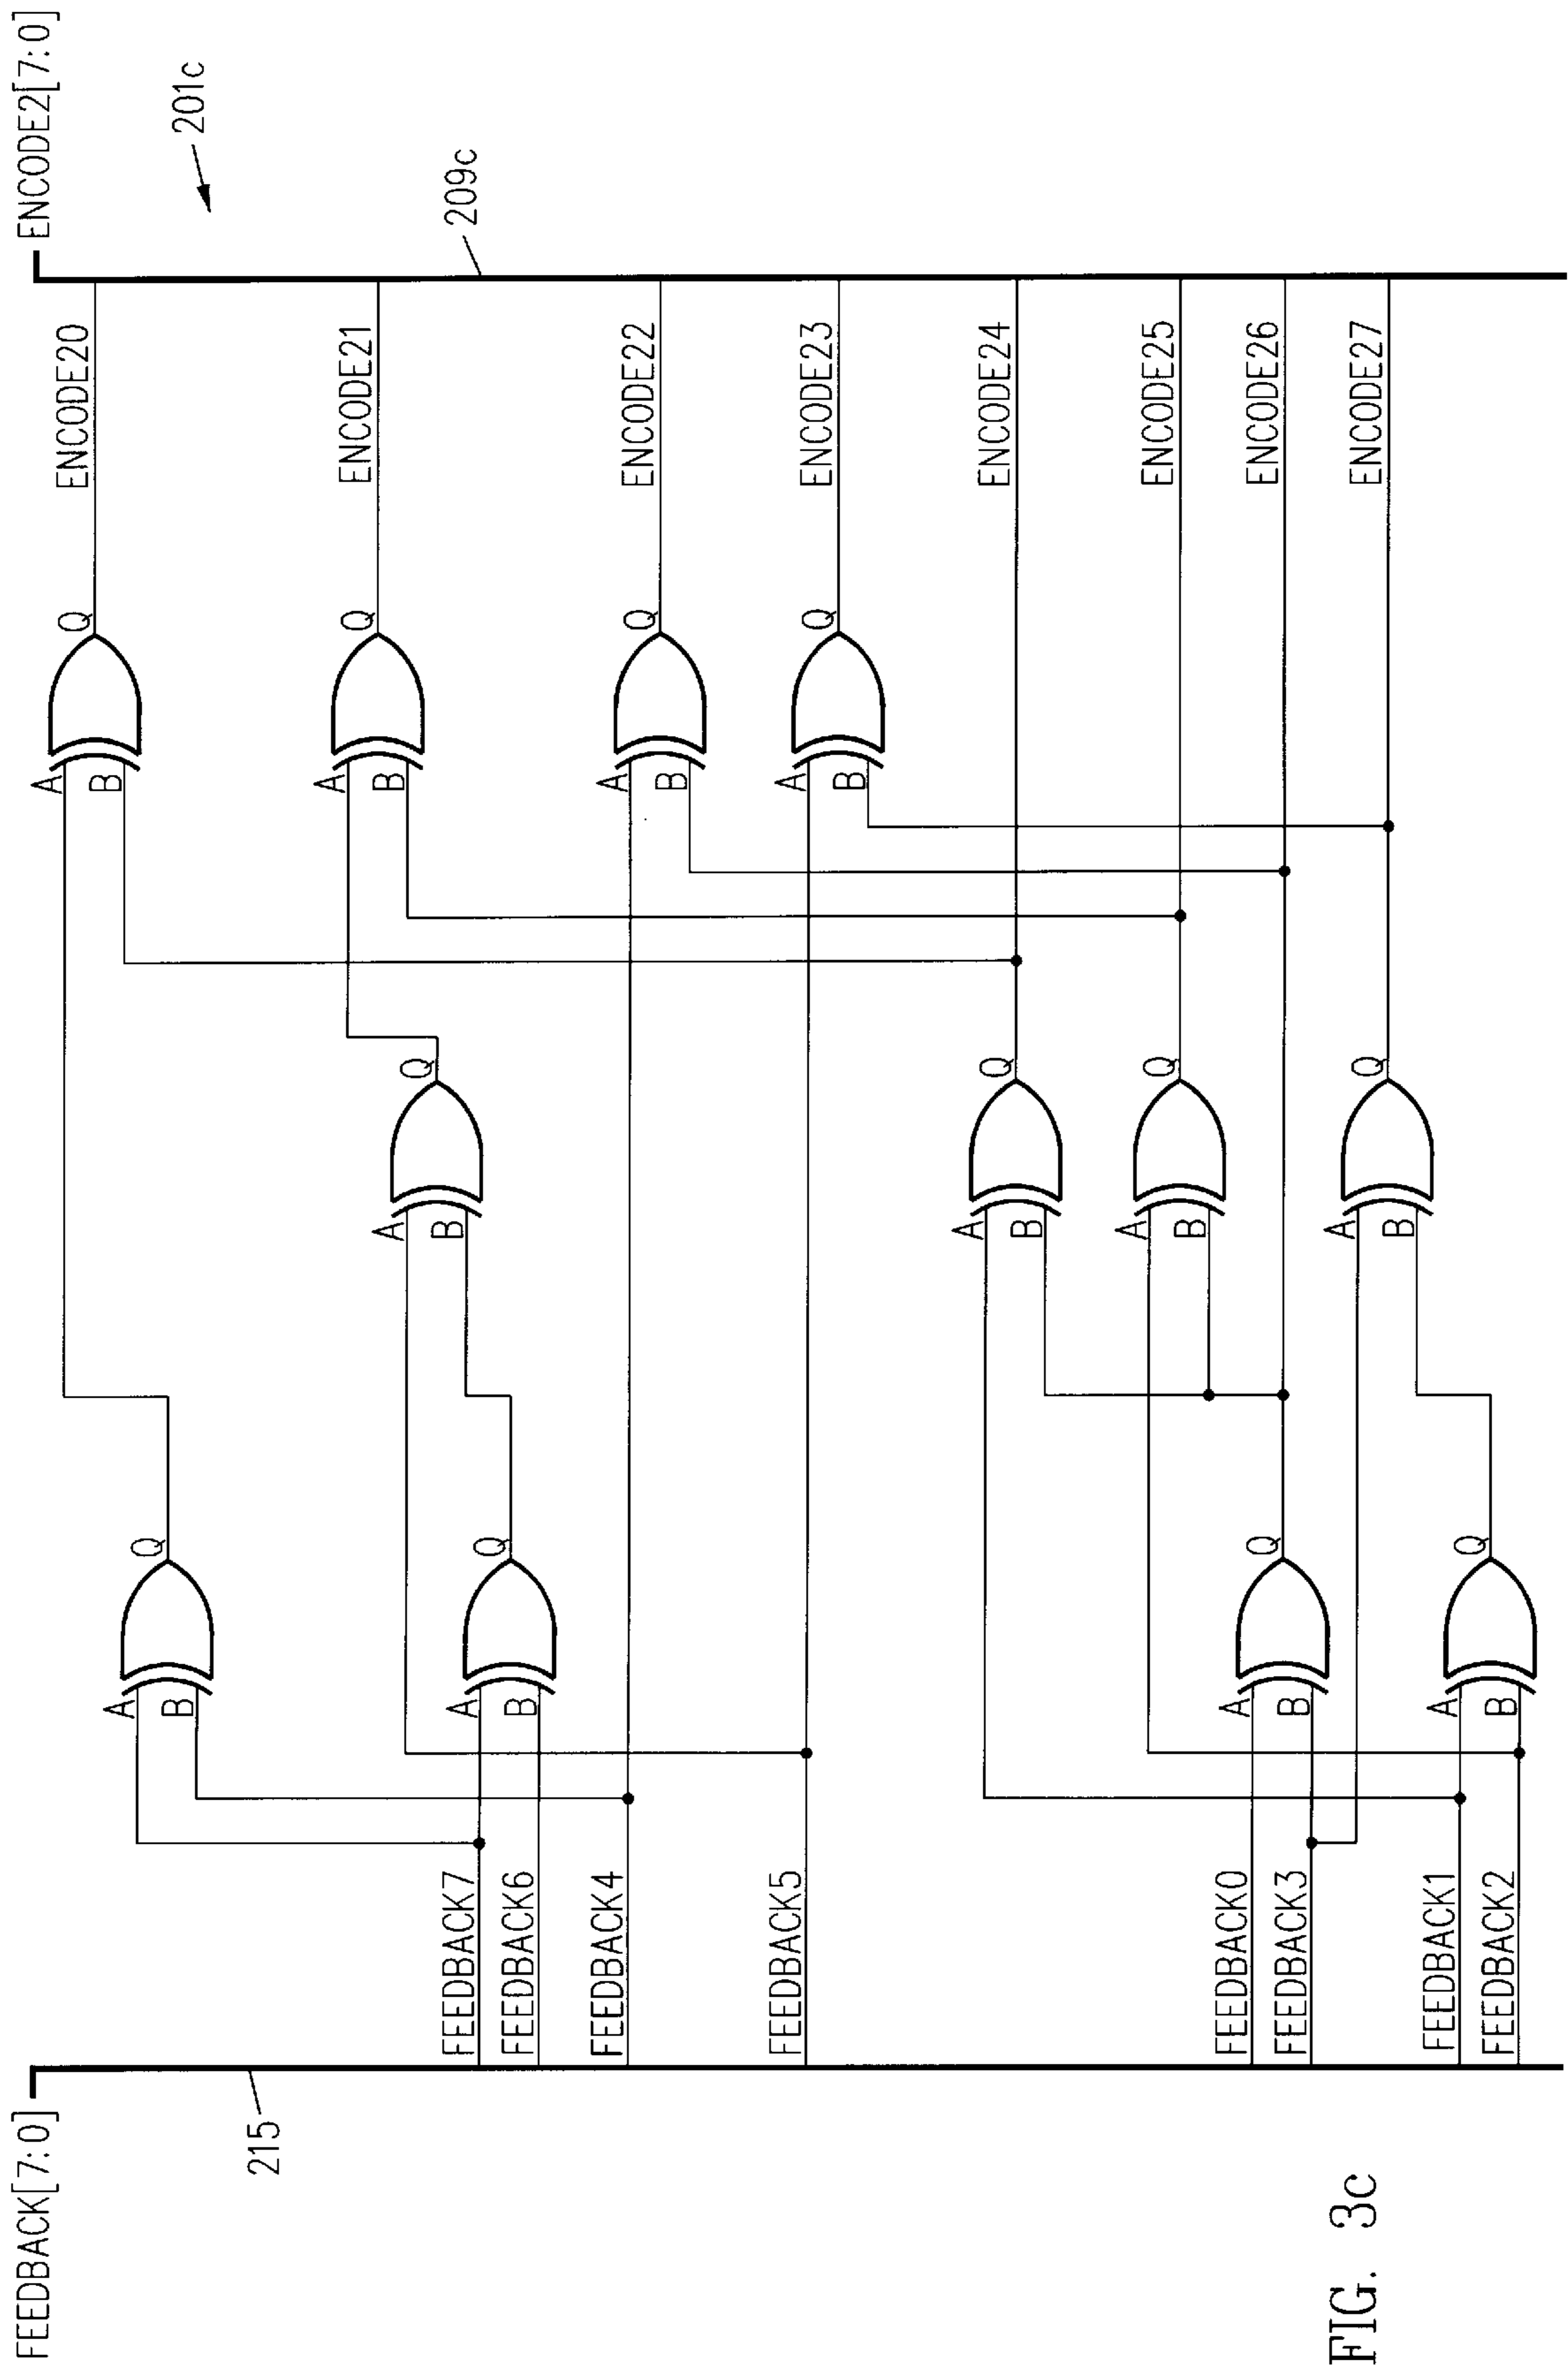 FEEDBACK[7:0]
215
ENCODE2[7:0]
201c
209c
A
B
Q
A
B
Q
ENCODE20
FEEDBACK7
FEEDBACK6
A
B
Q
A
B
Q
A
B
Q
ENCODE21
FEEDBACK4
A
B
Q
ENCODE22
FEEDBACK5
A
B
Q
ENCODE23
A
B
Q
ENCODE24
A
B
Q
ENCODE25
FEEDBACK0
FEEDBACK3
A
B
Q
ENCODE26
A
B
Q
ENCODE27
FEEDBACK1
FEEDBACK2
A
B
Q
FIG. 3c